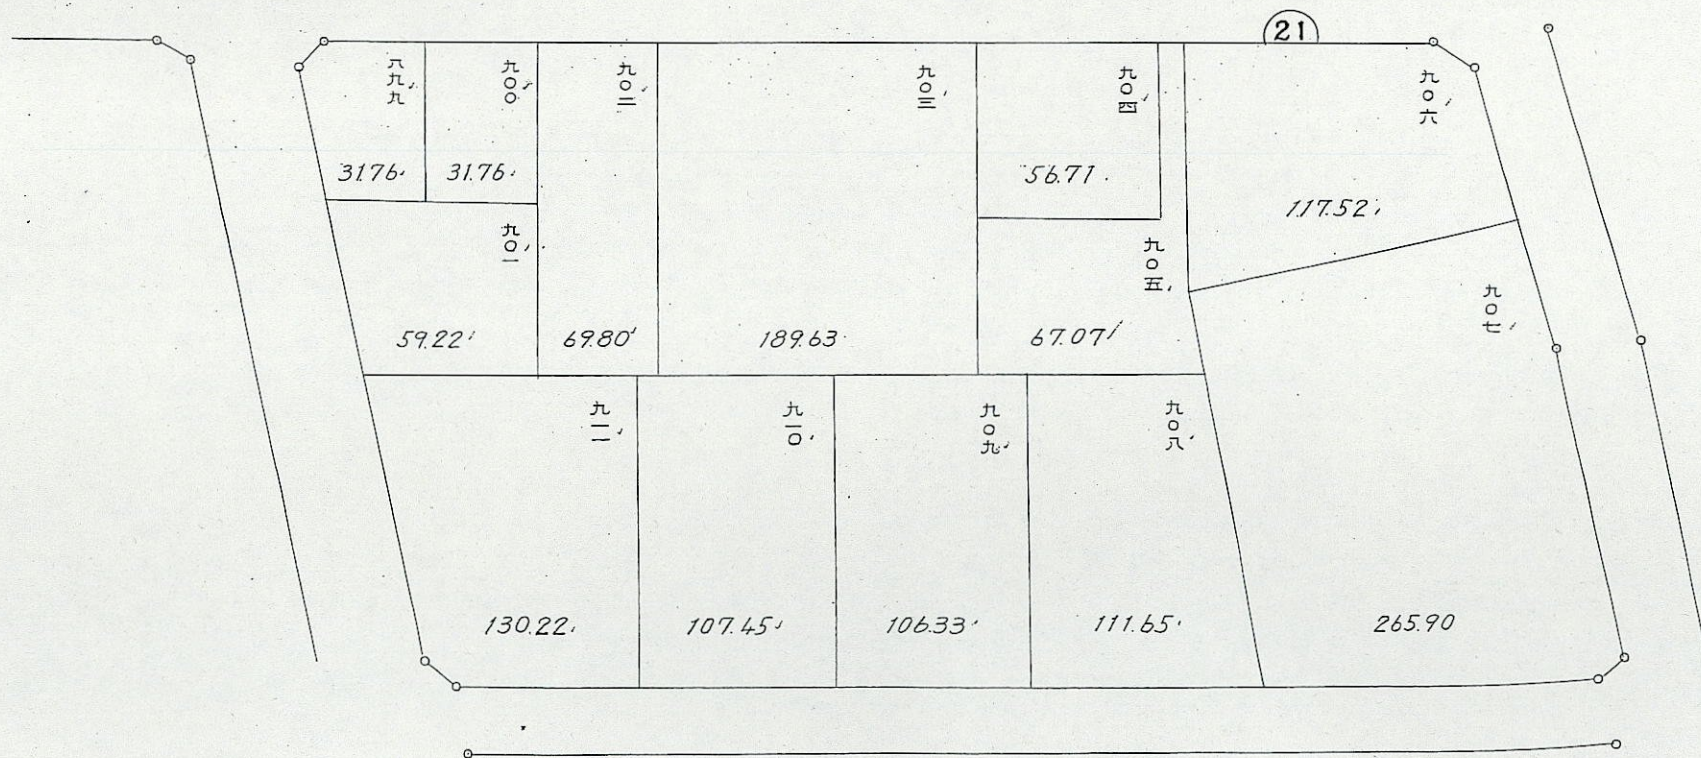 21
八九九
31.76
九〇〇
31.76
九〇一
59.22
九〇二
69.80
九〇三
189.63
九〇四
56.71
九〇五
67.07
九〇六
117.52
九〇七
265.90
九〇八
111.65
九〇九
106.33
九一〇
107.45
九一一
130.22